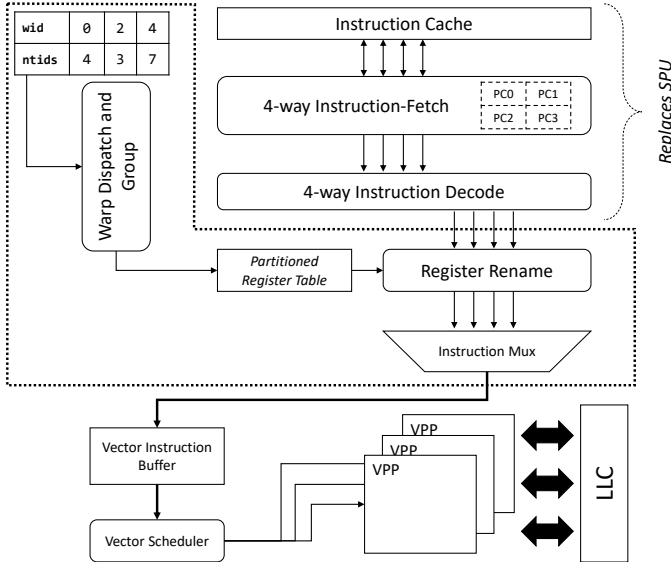 wid 0 2 4
ntids 4 3 7
Instruction Cache
4-way Instruction-Fetch
PC0 PC1
PC2 PC3
Replaces SPU
Warp Dispatch and
Group
4-way Instruction Decode
Partitioned
Register Table
Register Rename
Instruction Mux
Vector Instruction
Buffer
Vector Scheduler
VPP
VPP
VPP
LLC